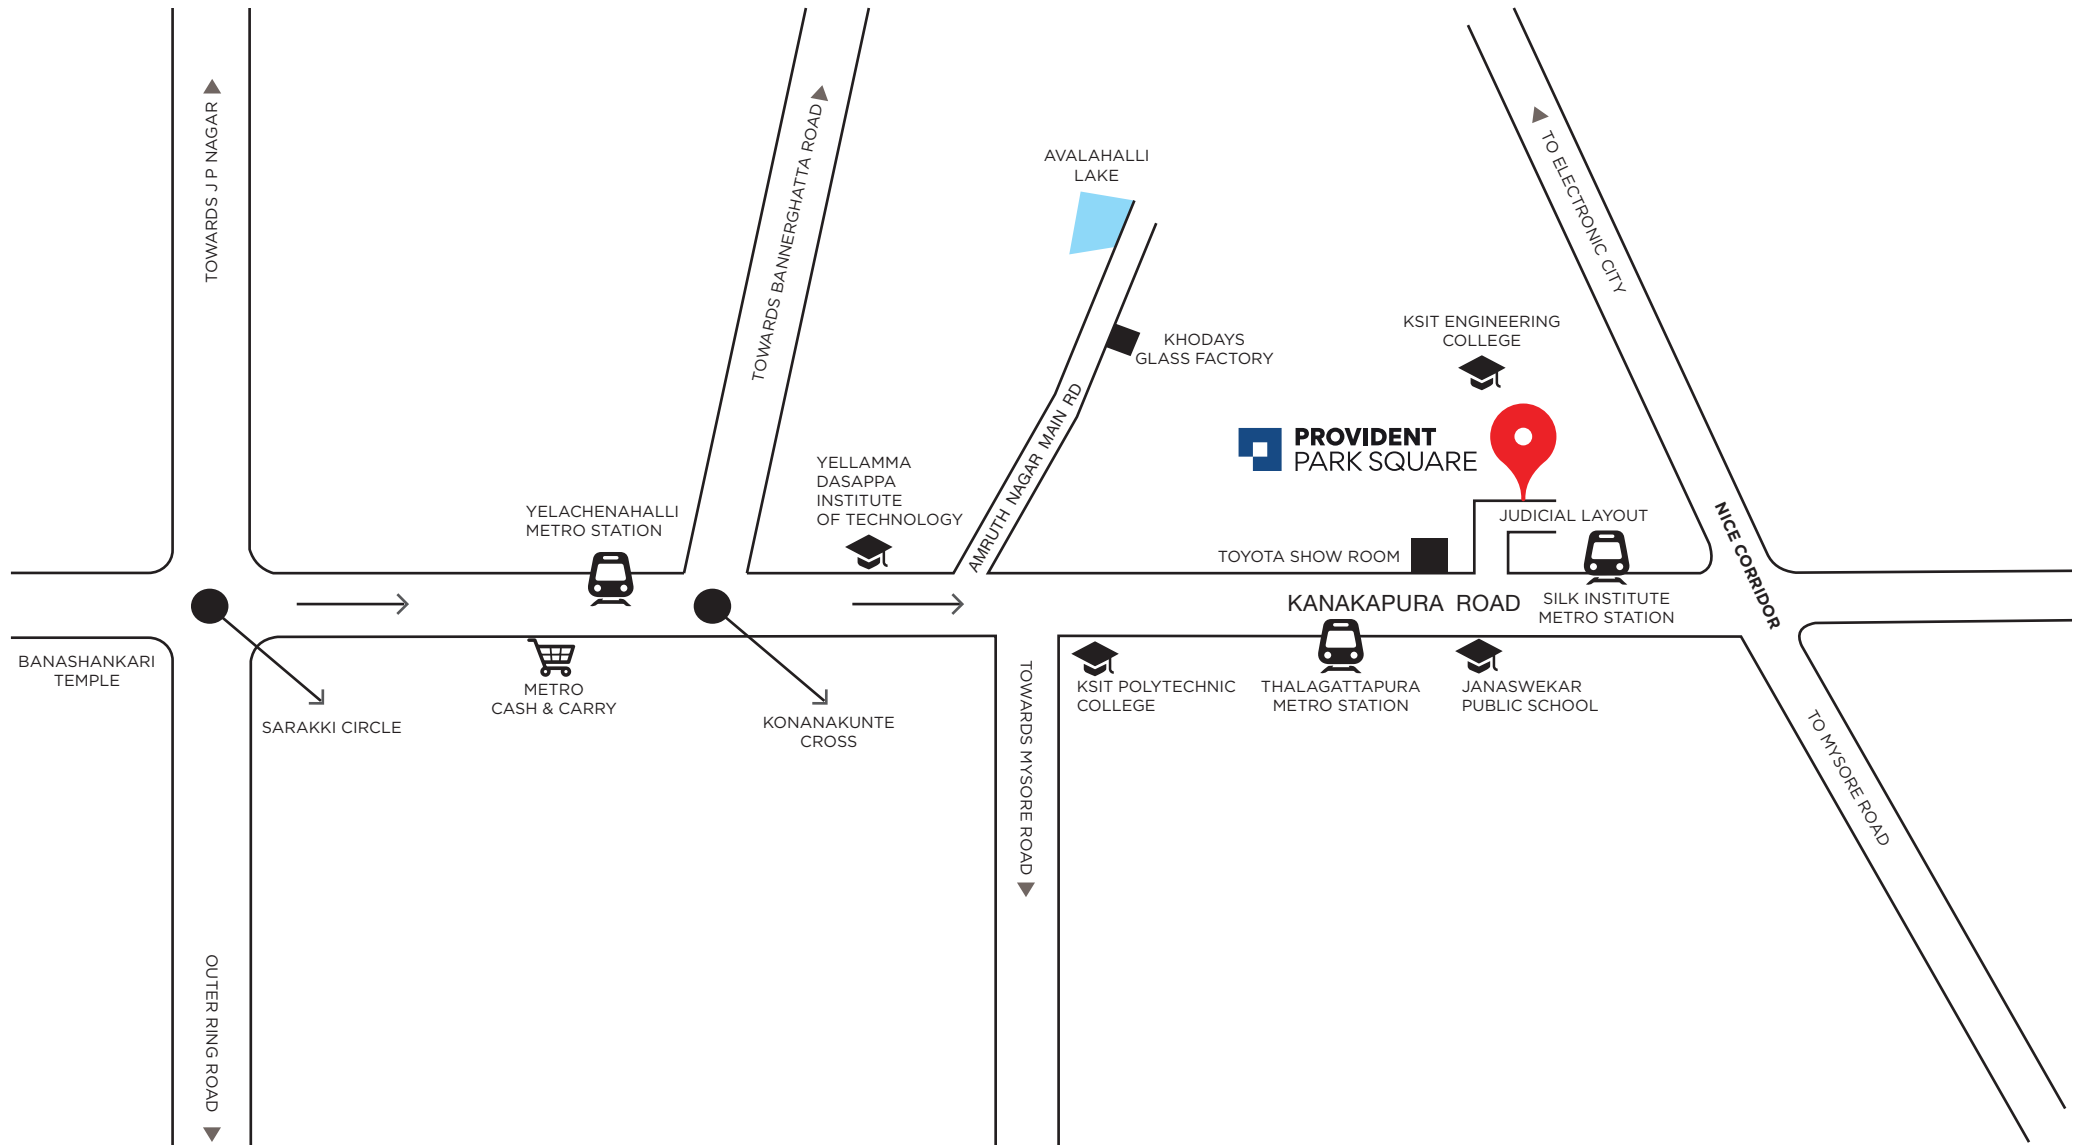 TOWARDS J P NAGAR
TOWARDS BANNERGHATTA ROAD
AVALAHALLI
LAKE
TO ELECTRONIC CITY
KHODAYS
GLASS FACTORY
KSIT ENGINEERING
COLLEGE
AMRUTH NAGAR MAIN RD
PROVIDENT
PARK SQUARE
YELLAMMA
DASAPPA
INSTITUTE
OF TECHNOLOGY
YELACHENAHALLI
METRO STATION
JUDICIAL LAYOUT
NICE CORRIDOR
TOYOTA SHOW ROOM
KANAKAPURA ROAD
SILK INSTITUTE
METRO STATION
BANASHANKARI
TEMPLE
METRO
CASH & CARRY
SARAKKI CIRCLE
KONANAKUNTE
CROSS
TOWARDS MYSORE ROAD
KSIT POLYTECHNIC
COLLEGE
THALAGATTAPURA
METRO STATION
JANASWEKAR
PUBLIC SCHOOL
TO MYSORE ROAD
OUTER RING ROAD